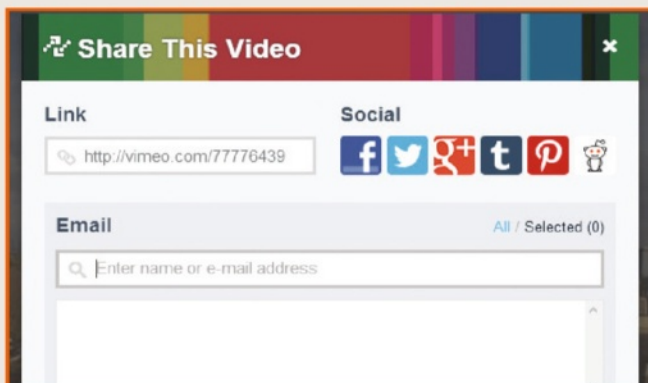 Share This Video
Link
Social
http://vimeo.com/77776439
f g+ t
Email
All / Selected (0)
Enter name or e-mail address